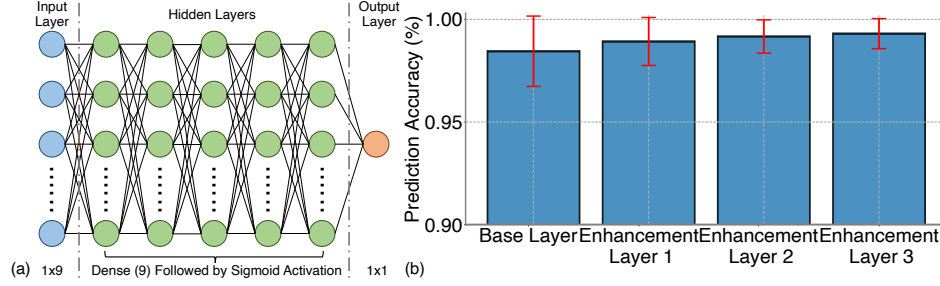 Input
Layer
Hidden Layers
Output
Layer
(a)
1x9
Dense (9) Followed by Sigmoid Activation
1x1
Prediction Accuracy (%)
1.00
0.95
0.90
Base Layer
Enhancement
Layer 1
Enhancement
Layer 2
Enhancement
Layer 3
(b)